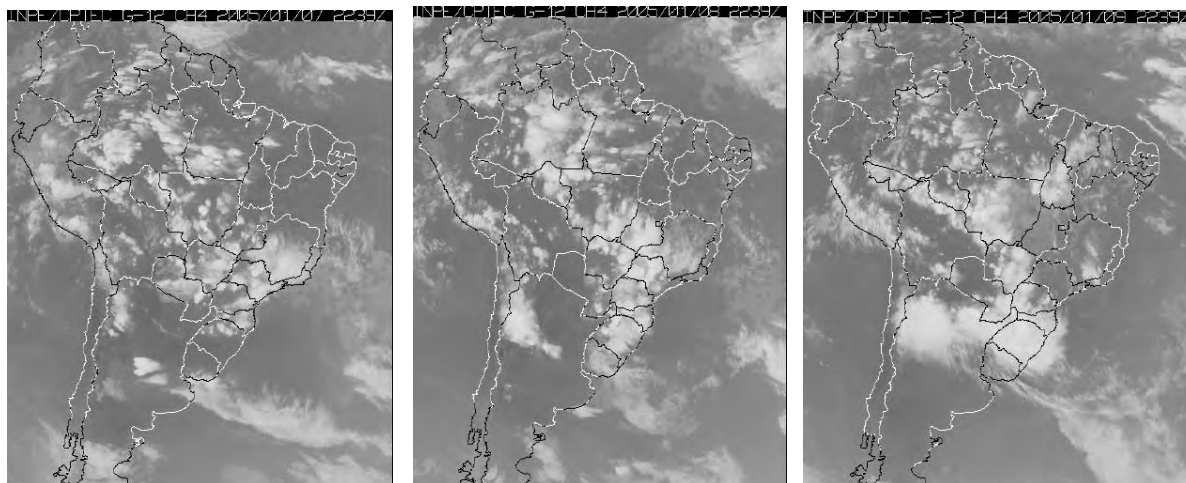 INPE/CPTEC G-12 CH4 2005/01/07 2239Z
INPE/CPTEC G-12 CH4 2005/01/08 2239Z
INPE/CPTEC G-12 CH4 2005/01/09 2239Z